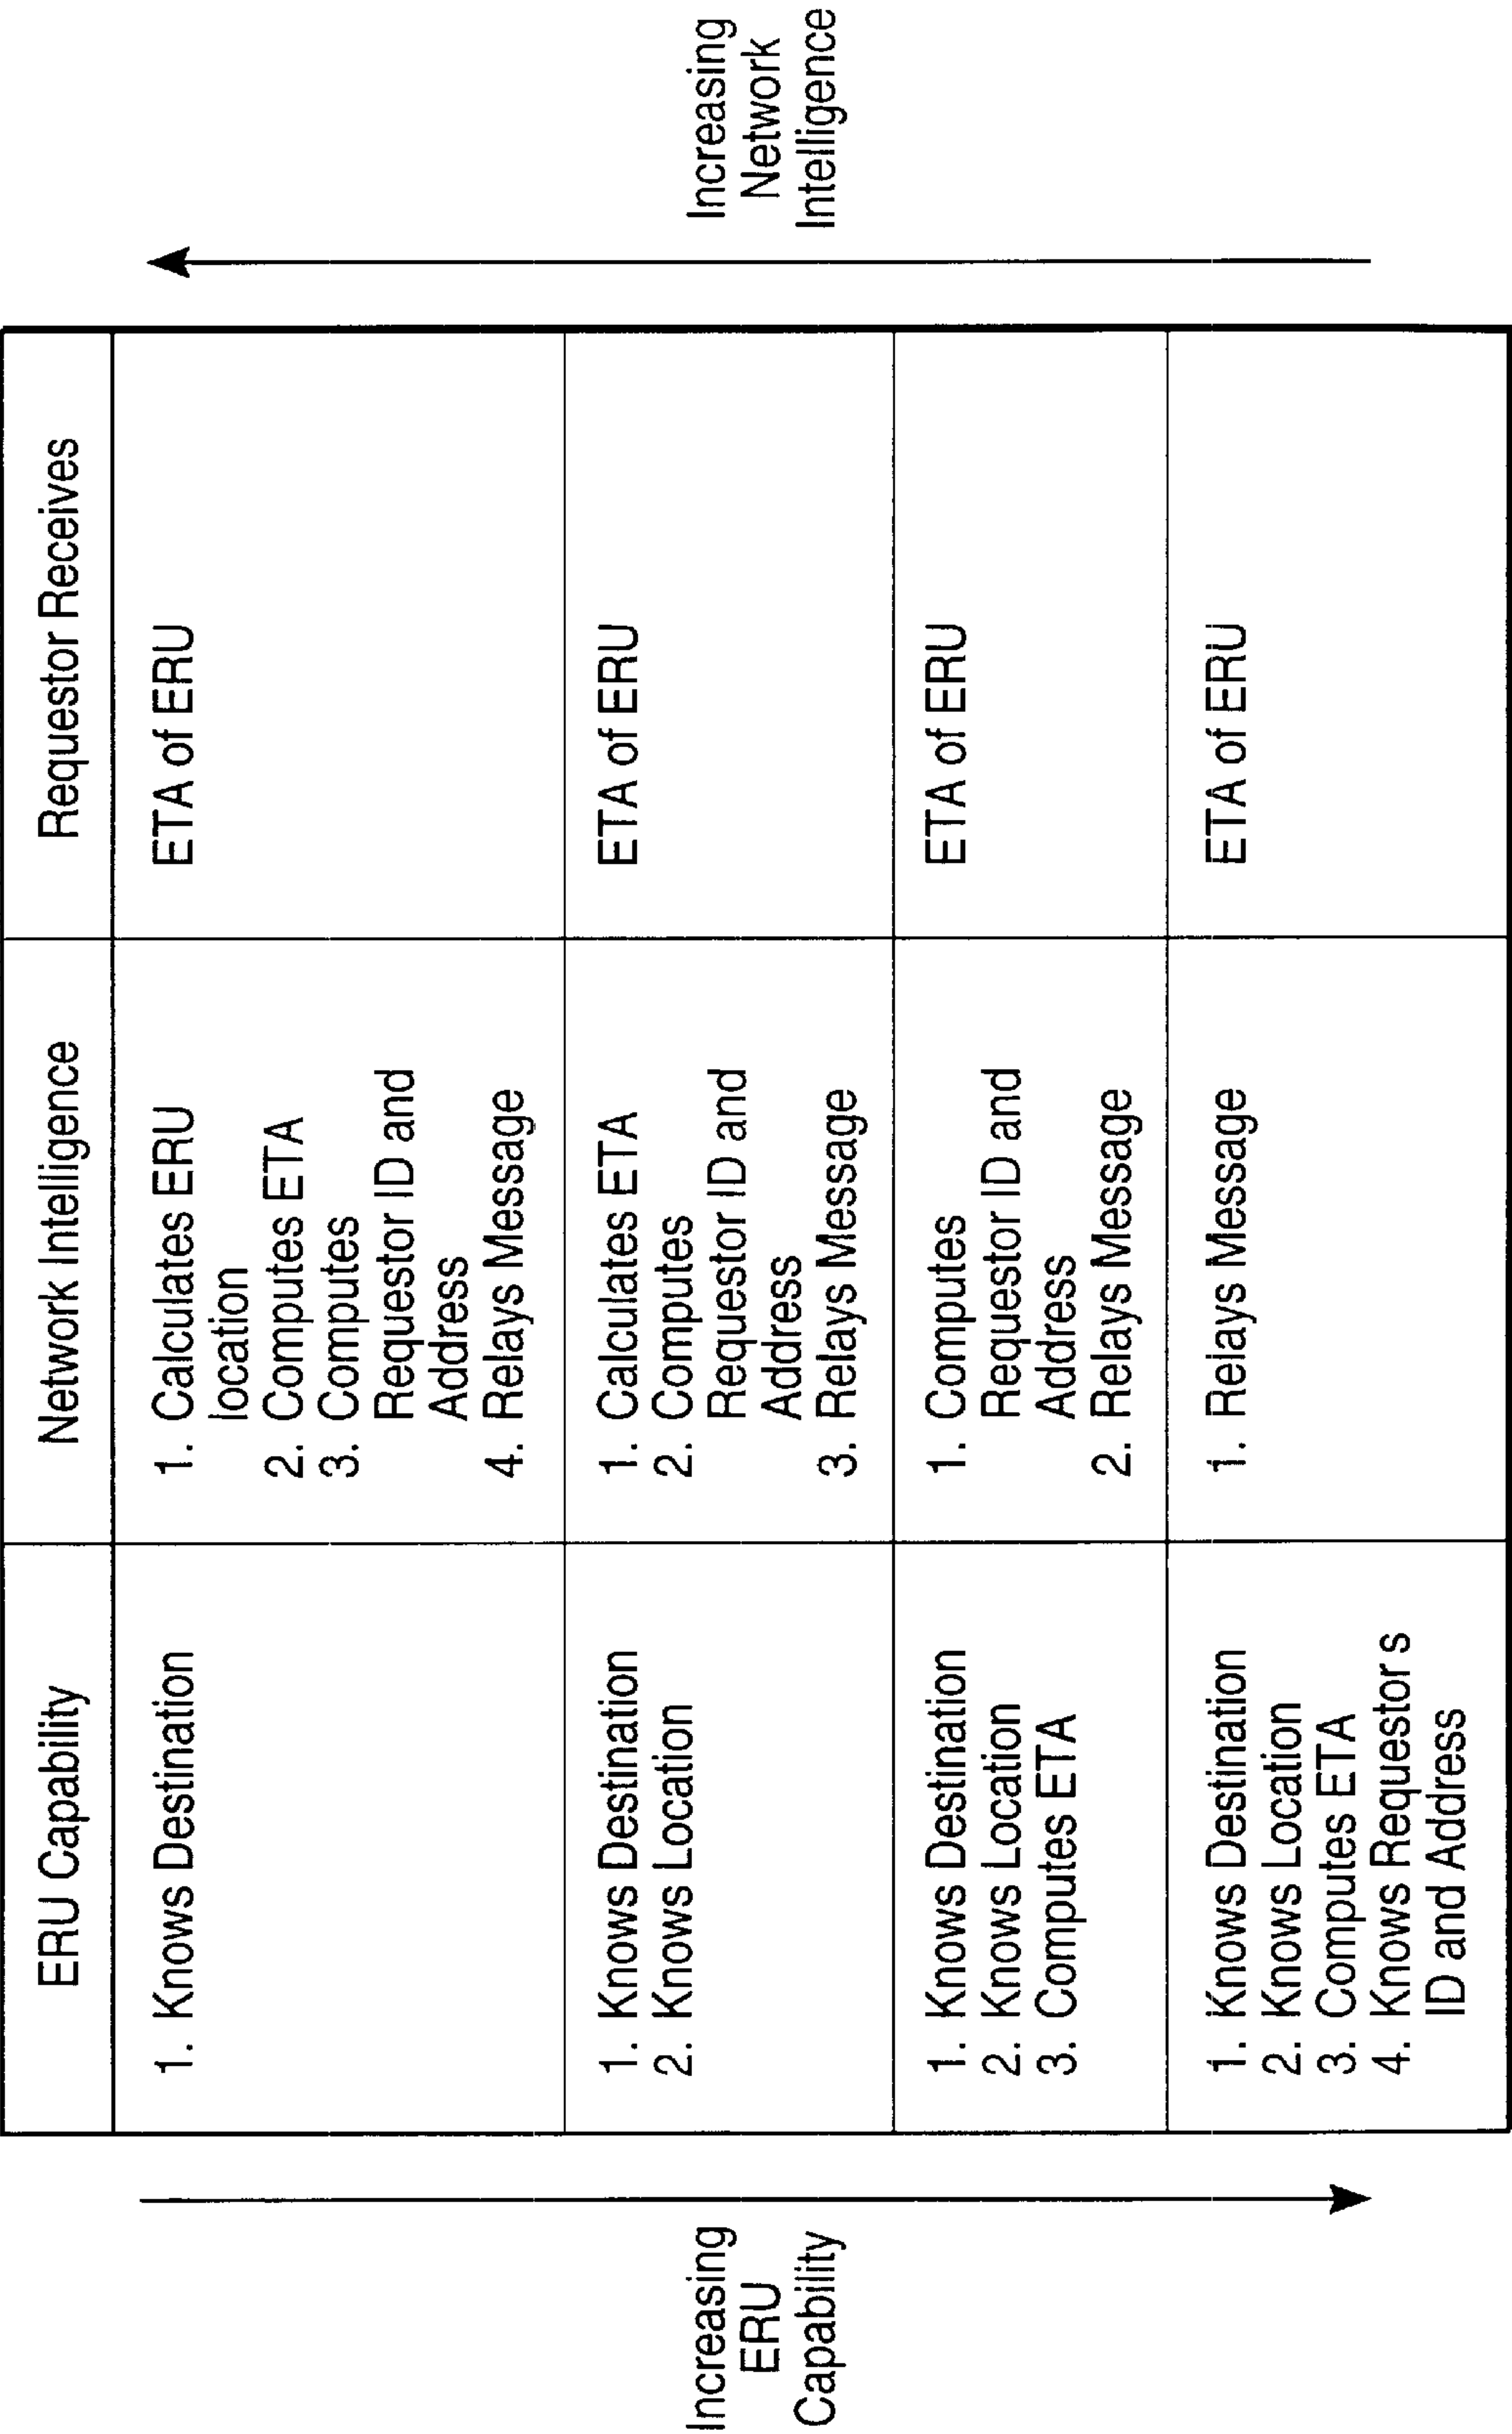 ERU Capability
Network Intelligence
Requestor Receives
1. Knows Destination
1. Calculates ERU
location
2. Computes ETA
3. Computes
Requestor ID and
Address
4. Relays Message
ETA of ERU
1. Knows Destination
2. Knows Location
1. Calculates ETA
2. Computes
Requestor ID and
Address
3. Relays Message
ETA of ERU
1. Knows Destination
2. Knows Location
3. Computes ETA
1. Computes
Requestor ID and
Address
2. Relays Message
ETA of ERU
1. Knows Destination
2. Knows Location
3. Computes ETA
4. Knows Requestor s
ID and Address
1. Relays Message
ETA of ERU
Increasing
ERU
Capability
Increasing
Network
Intelligence